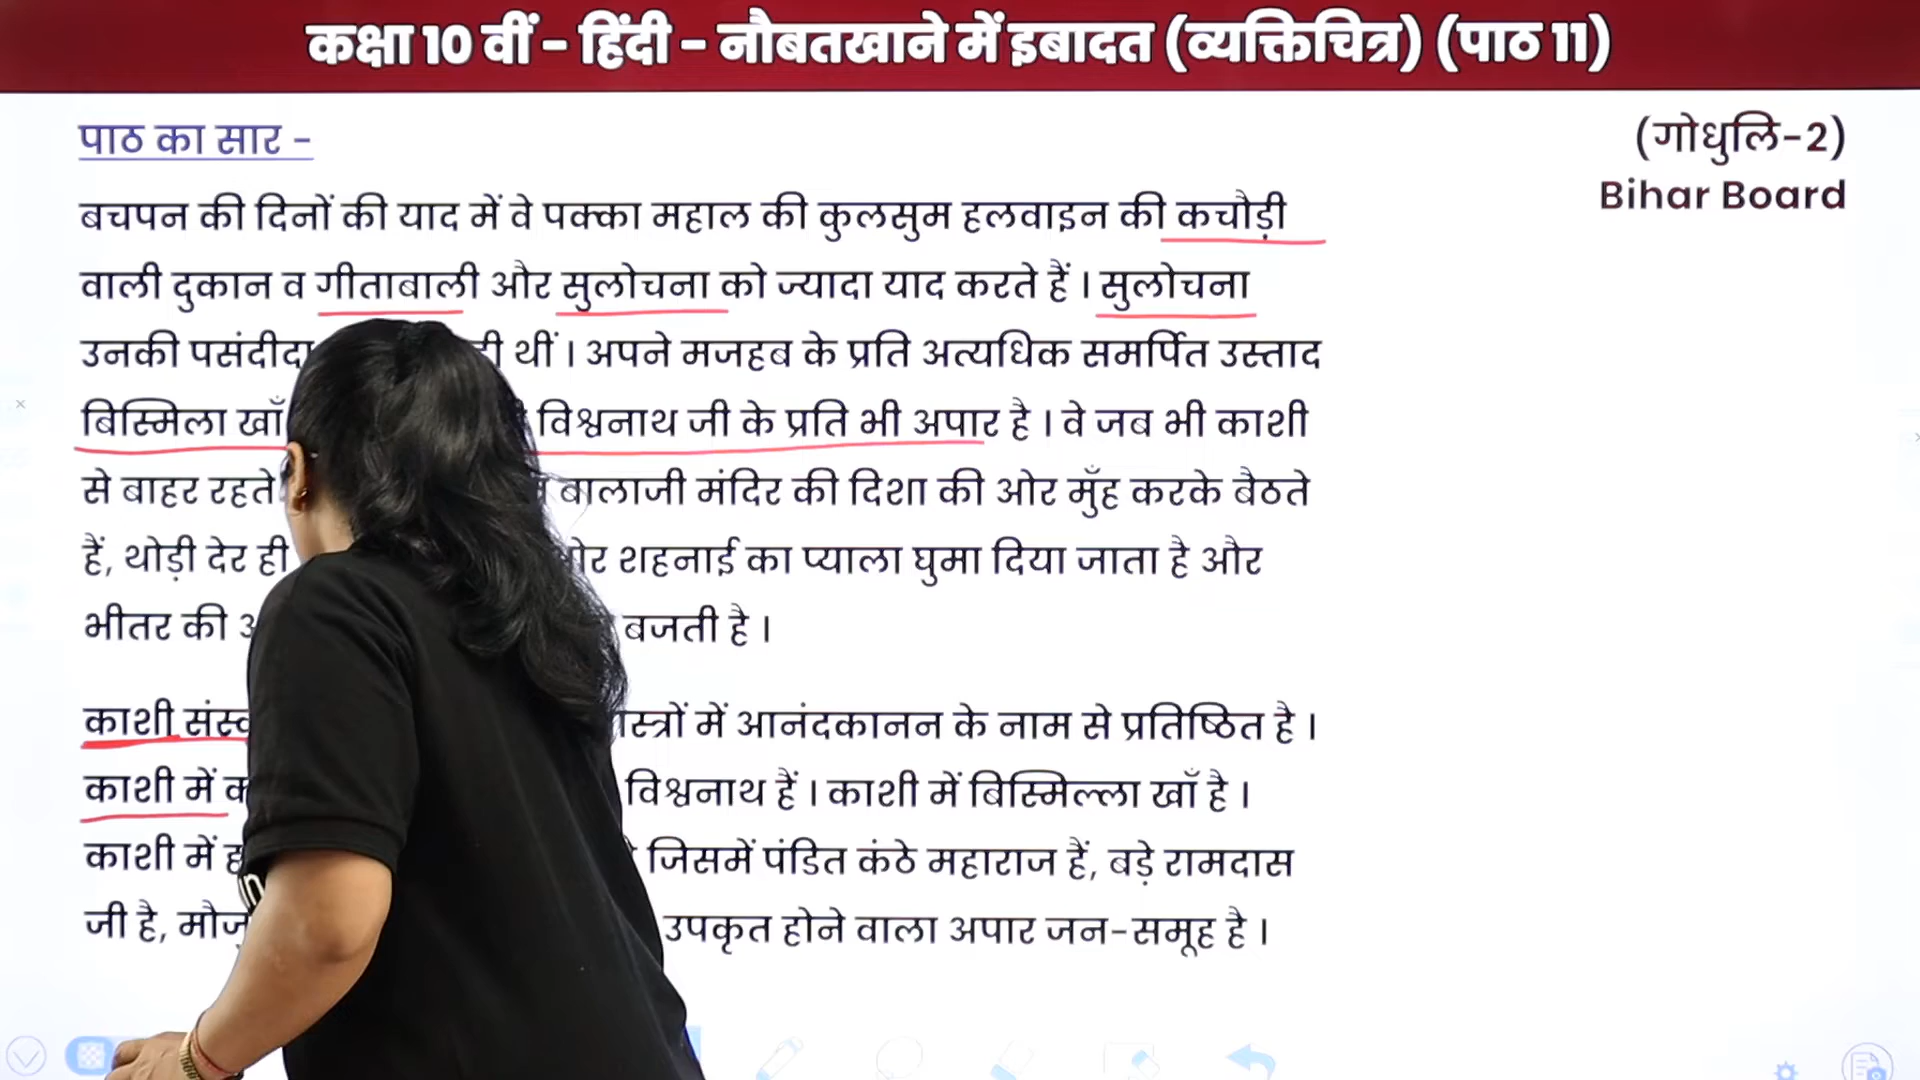 कक्षा 10 वीं - हिंदी - नौबतखाने में इबादत (व्यक्तिचित्र) (पाठ 11)
पाठ का सार -
(गोधुलि-2)
Bihar Board
बचपन की दिनों की याद में वे पक्का महाल की कुलसुम हलवाइन की कचौड़ी
वाली दुकान व गीताबाली और सुलोचना को ज्यादा याद करते हैं । सुलोचना
उनकी पसंदीदा थीं । अपने मजहब के प्रति अत्यधिक समर्पित उस्ताद
बिस्मिला खाँ विश्वनाथ जी के प्रति भी अपार है । वे जब भी काशी
से बाहर रहते बालाजी मंदिर की दिशा की ओर मुँह करके बैठते
हैं, थोड़ी देर ही शहनाई का प्याला घुमा दिया जाता है और
भीतर की बजती है ।
काशी में आनंदकानन के नाम से प्रतिष्ठित है ।
काशी में विश्वनाथ हैं । काशी में बिस्मिल्ला खाँ है ।
काशी में जिसमें पंडित कंठे महाराज हैं, बड़े रामदास
जी है, उपकृत होने वाला अपार जन-समूह है ।